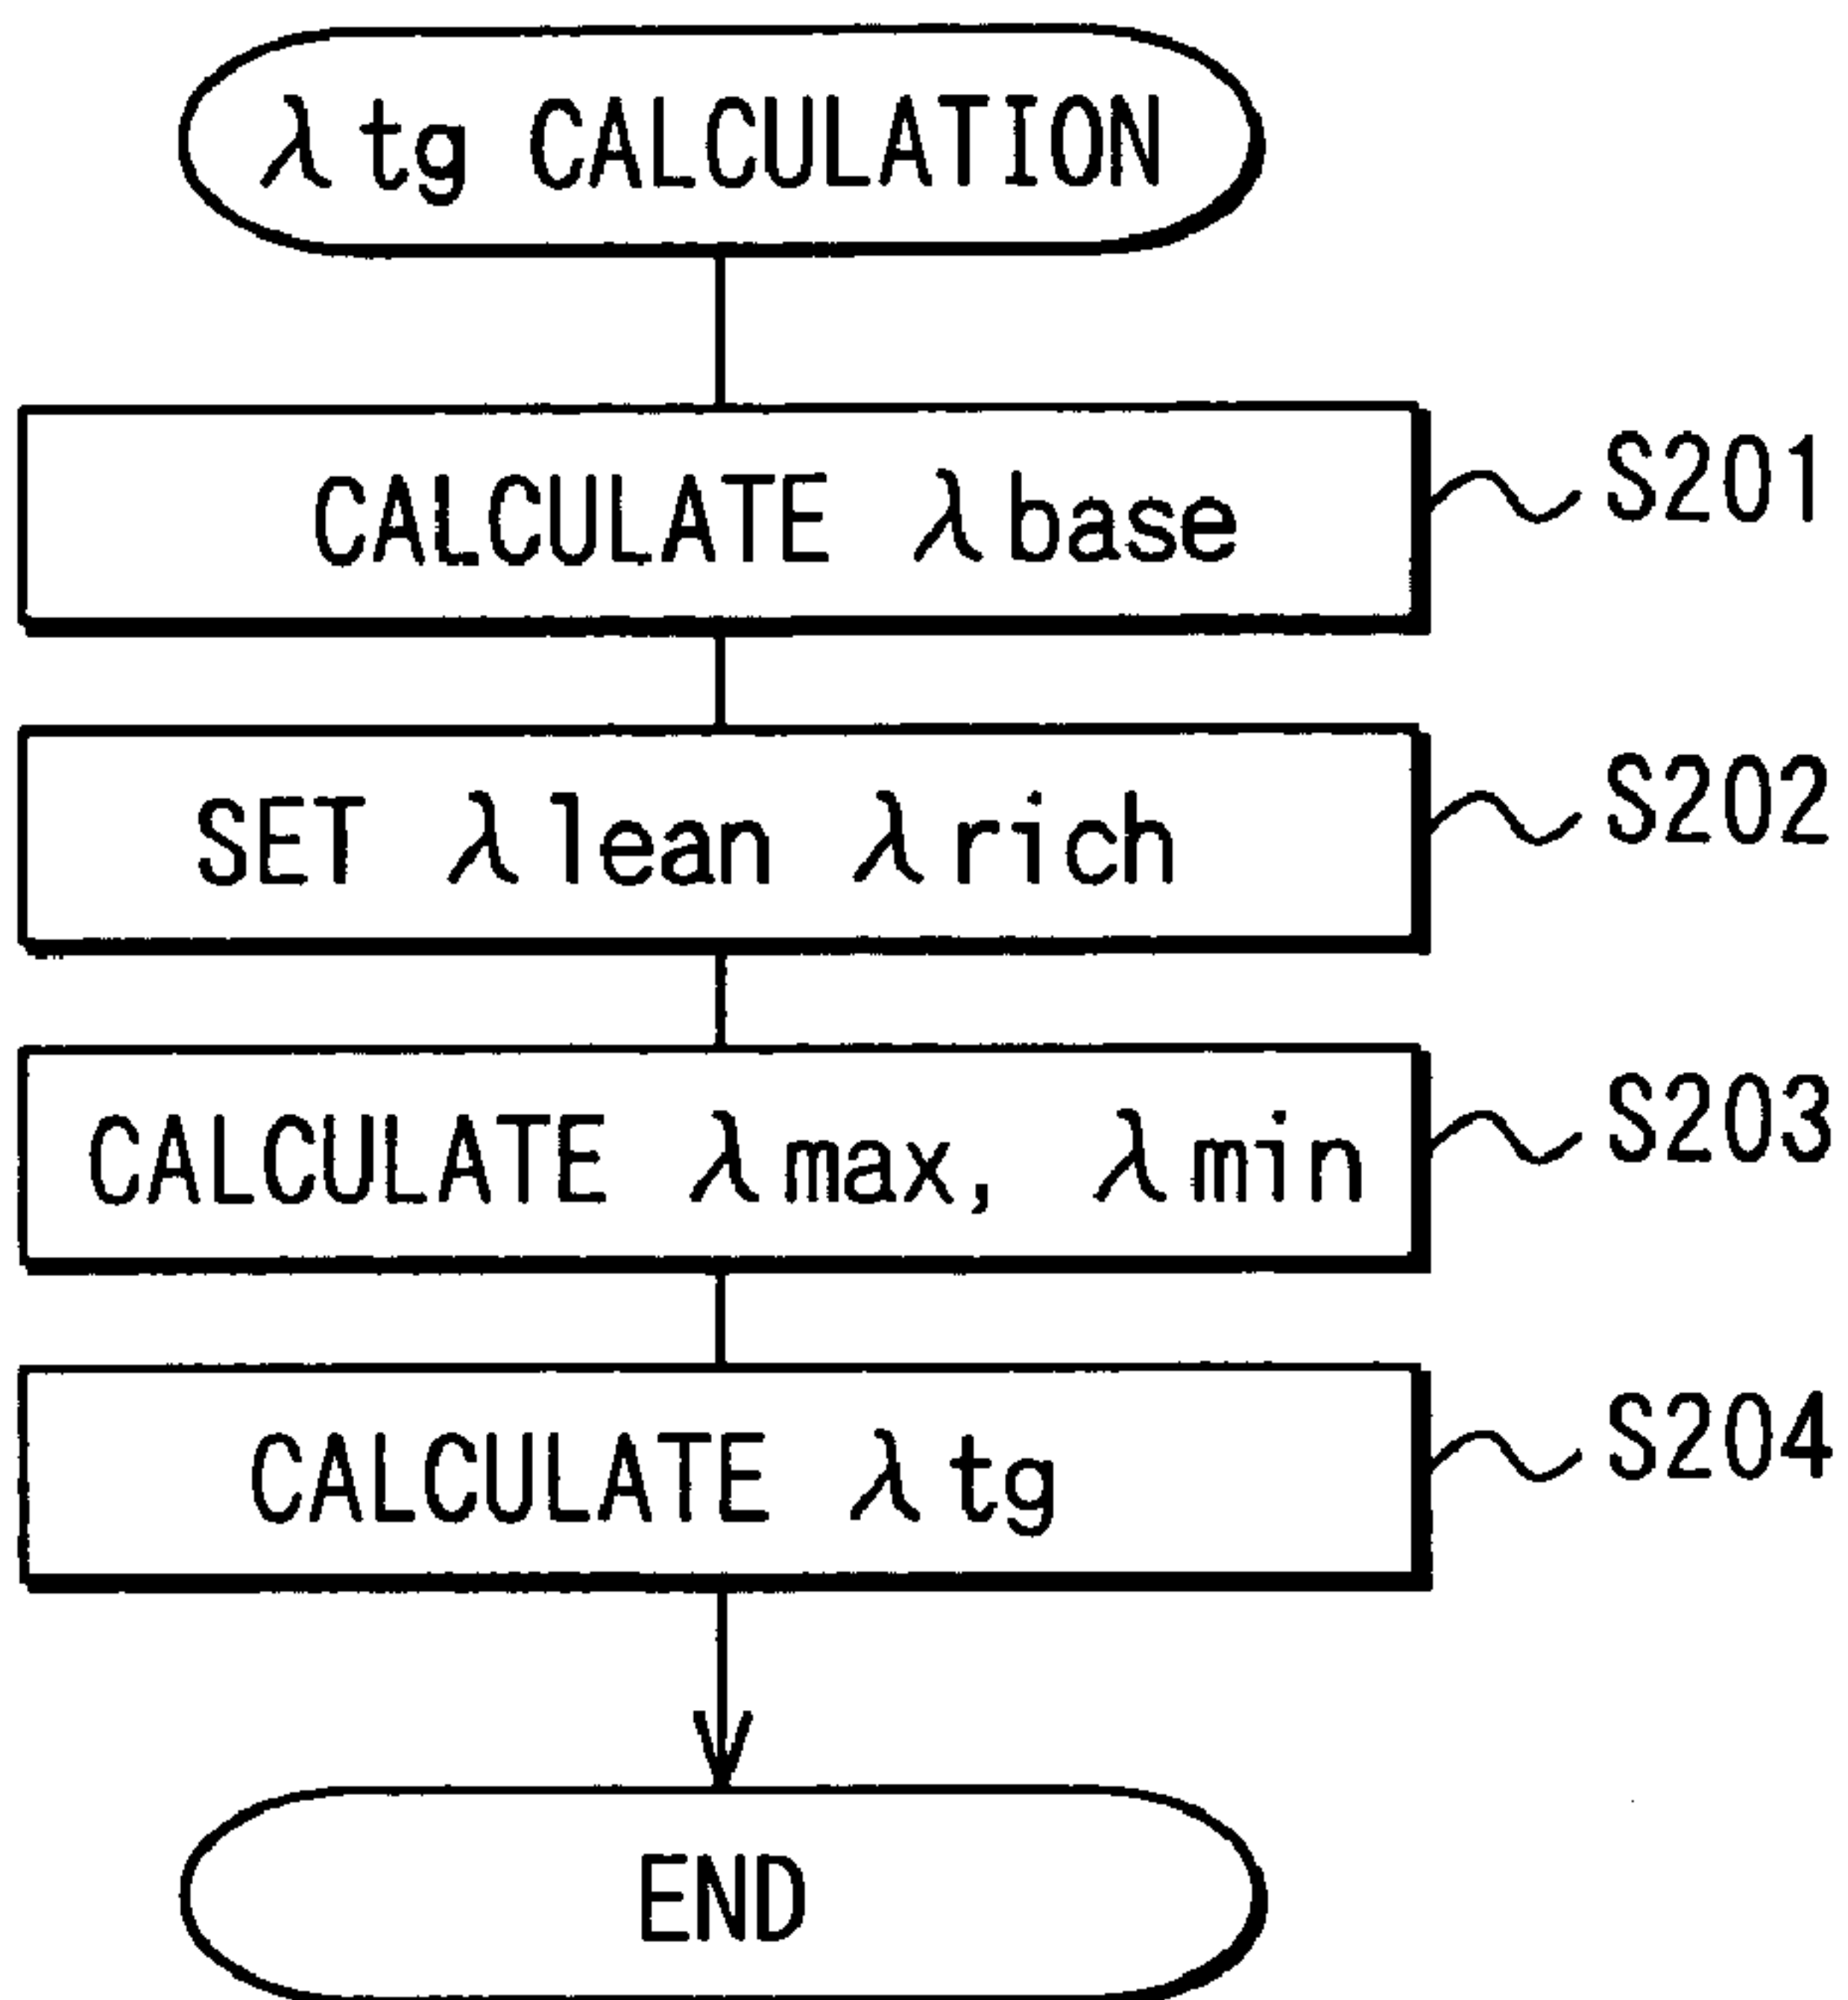 λtg CALCULATION
CALCULATE λbase
S201
SET λlean λrich
S202
CALCULATE λmax, λmin
S203
CALCULATE λtg
S204
END